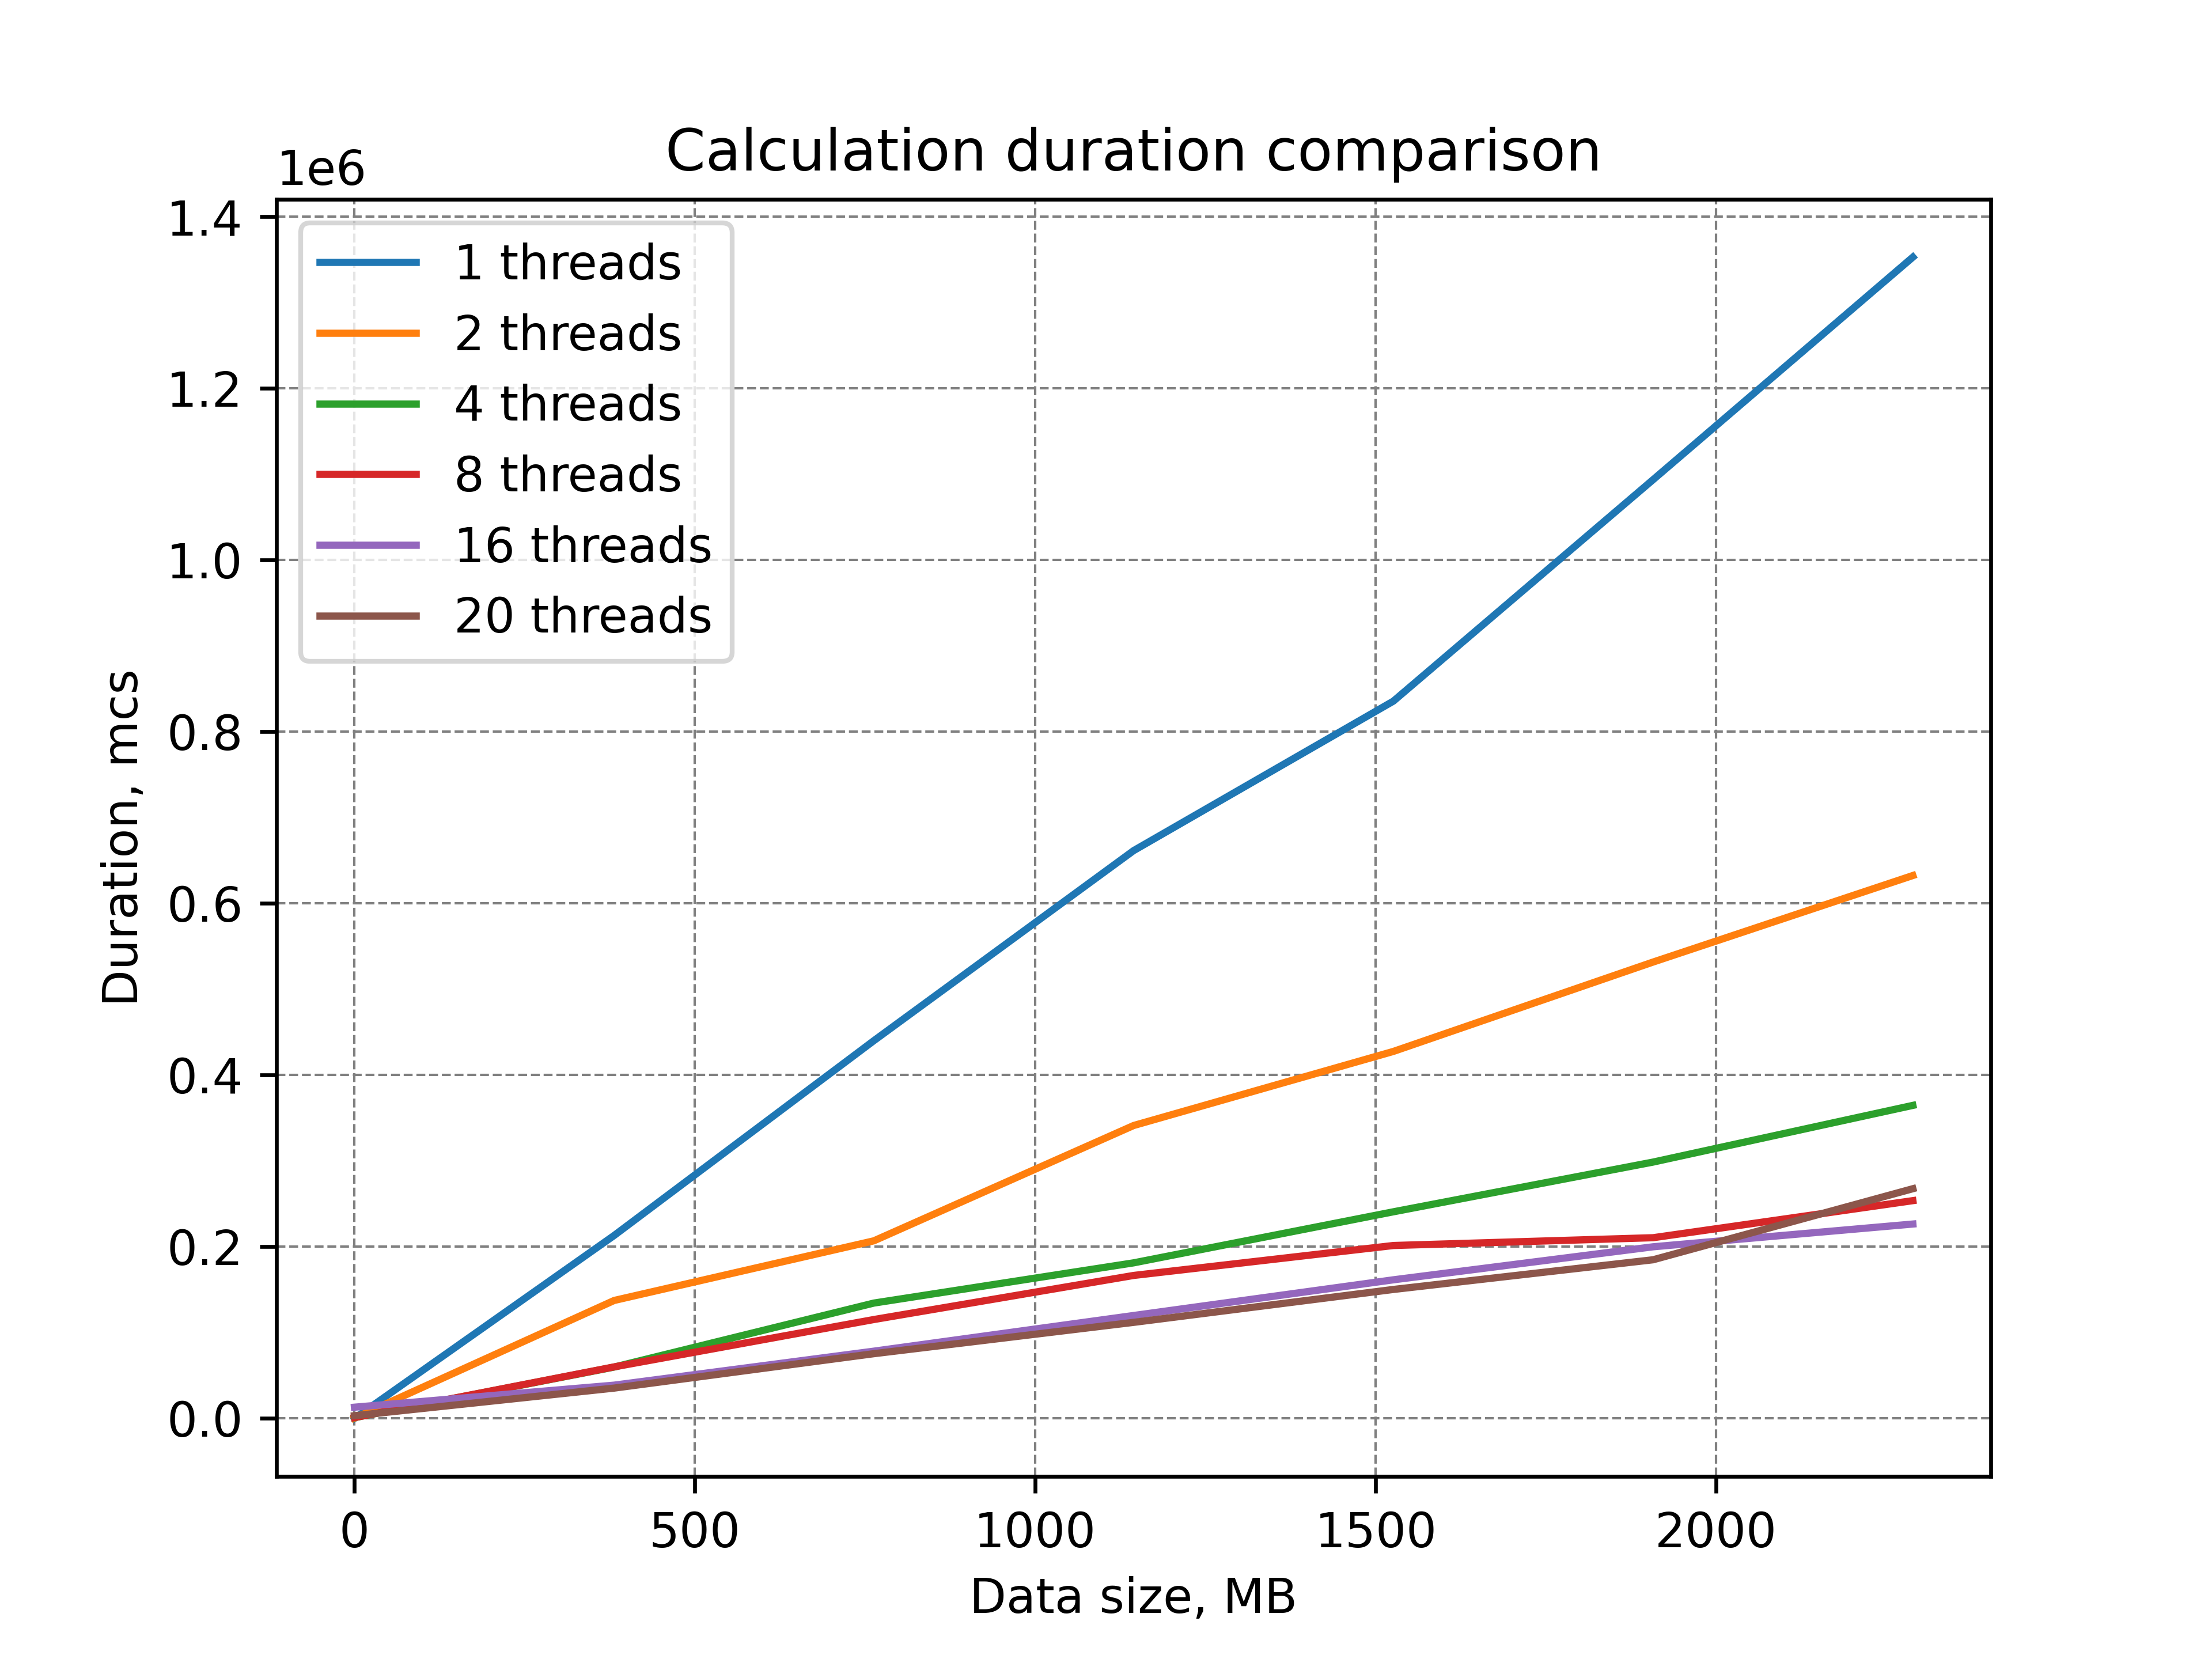 Calculation duration comparison
1e6
1.4
1.2
1.0
0.8
0.6
0.4
0.2
0.0
Duration, mcs
1 threads
2 threads
4 threads
8 threads
16 threads
20 threads
0 500 1000 1500 2000
Data size, MB